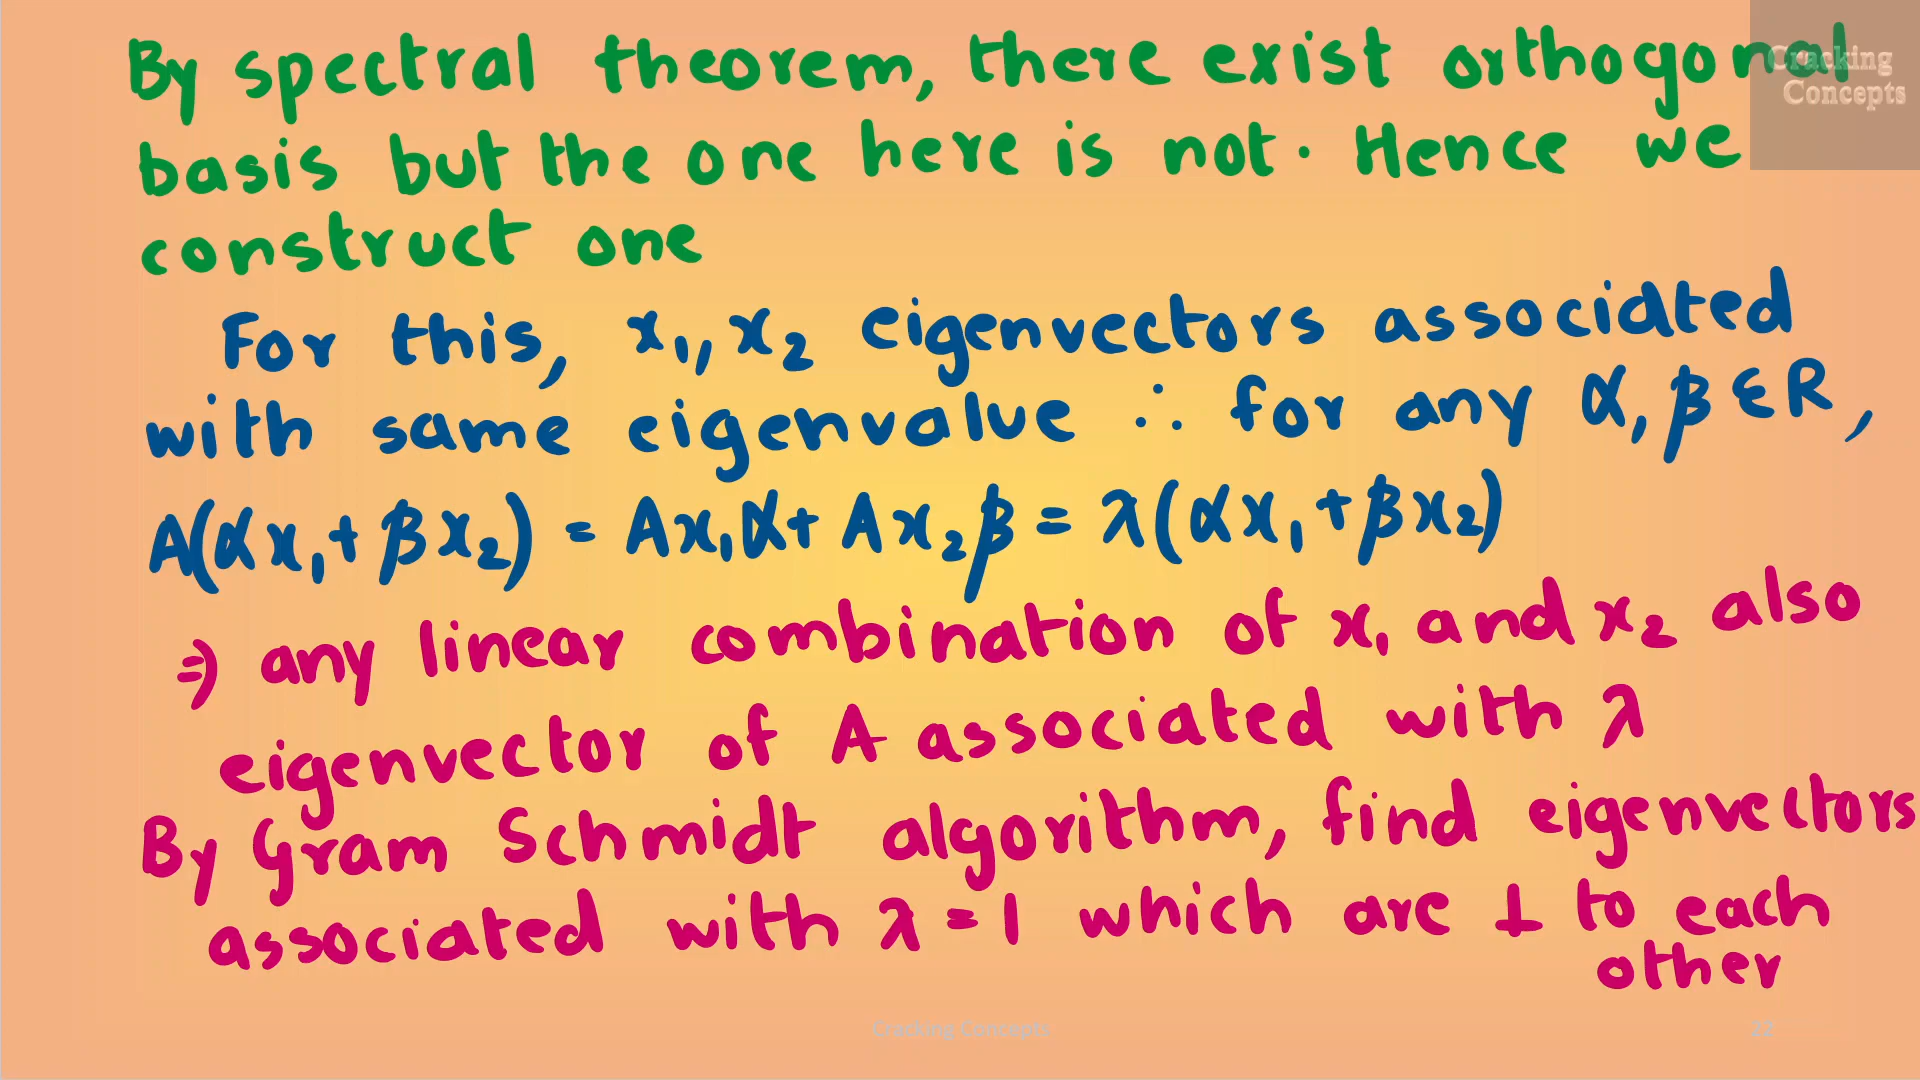 By spectral theorem, there exist orthogonal
Cracking
Concepts
basis but the one here is not. Hence we
construct one
For this, x₁, x₂ eigenvectors associated
with same eigenvalue ∴ for any α, β ∈ R,
A(αx₁ + βx₂) = Ax₁α + Ax₂β = λ(αx₁ + βx₂)
⇒ any linear combination of x₁ and x₂ also
eigenvector of A associated with λ
By Gram Schmidt algorithm, find eigenvectors
associated with λ = 1 which are ⊥ to each
other
Cracking Concepts 22